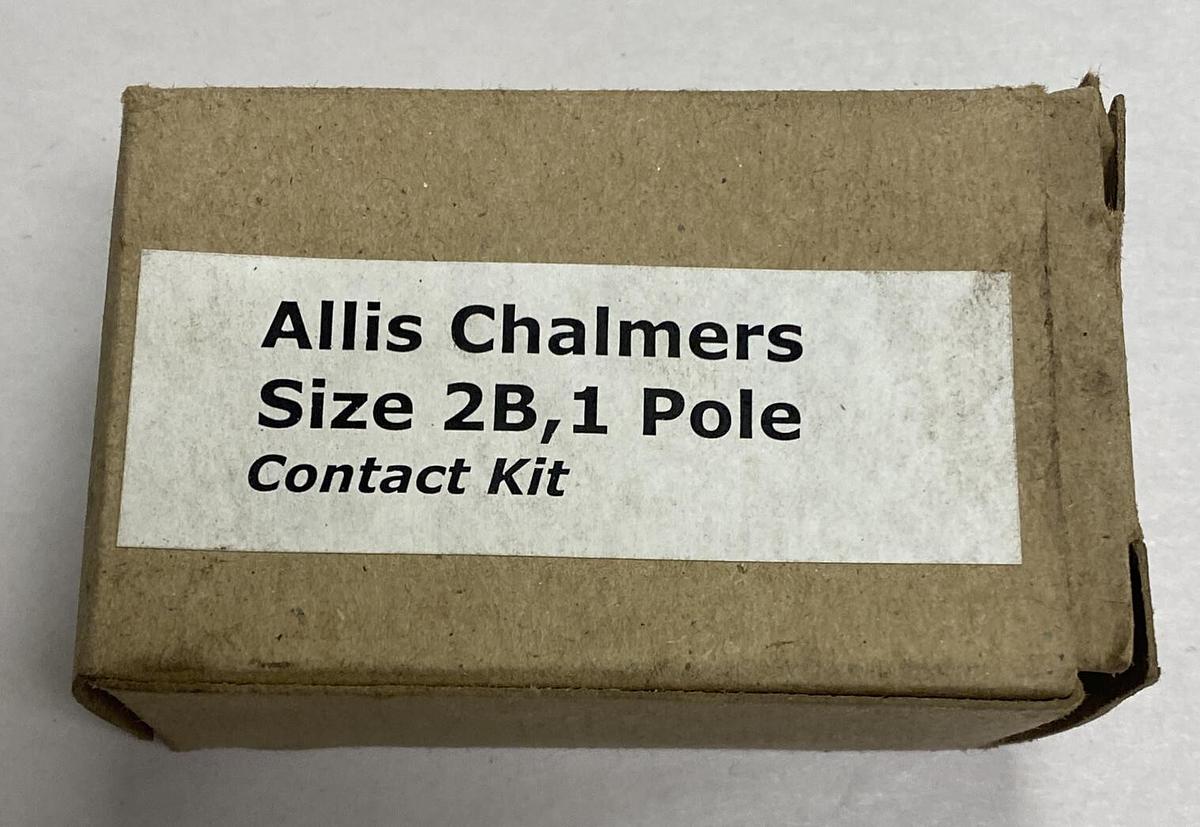 Allis Chalmers
Size 2B,1 Pole
Contact Kit